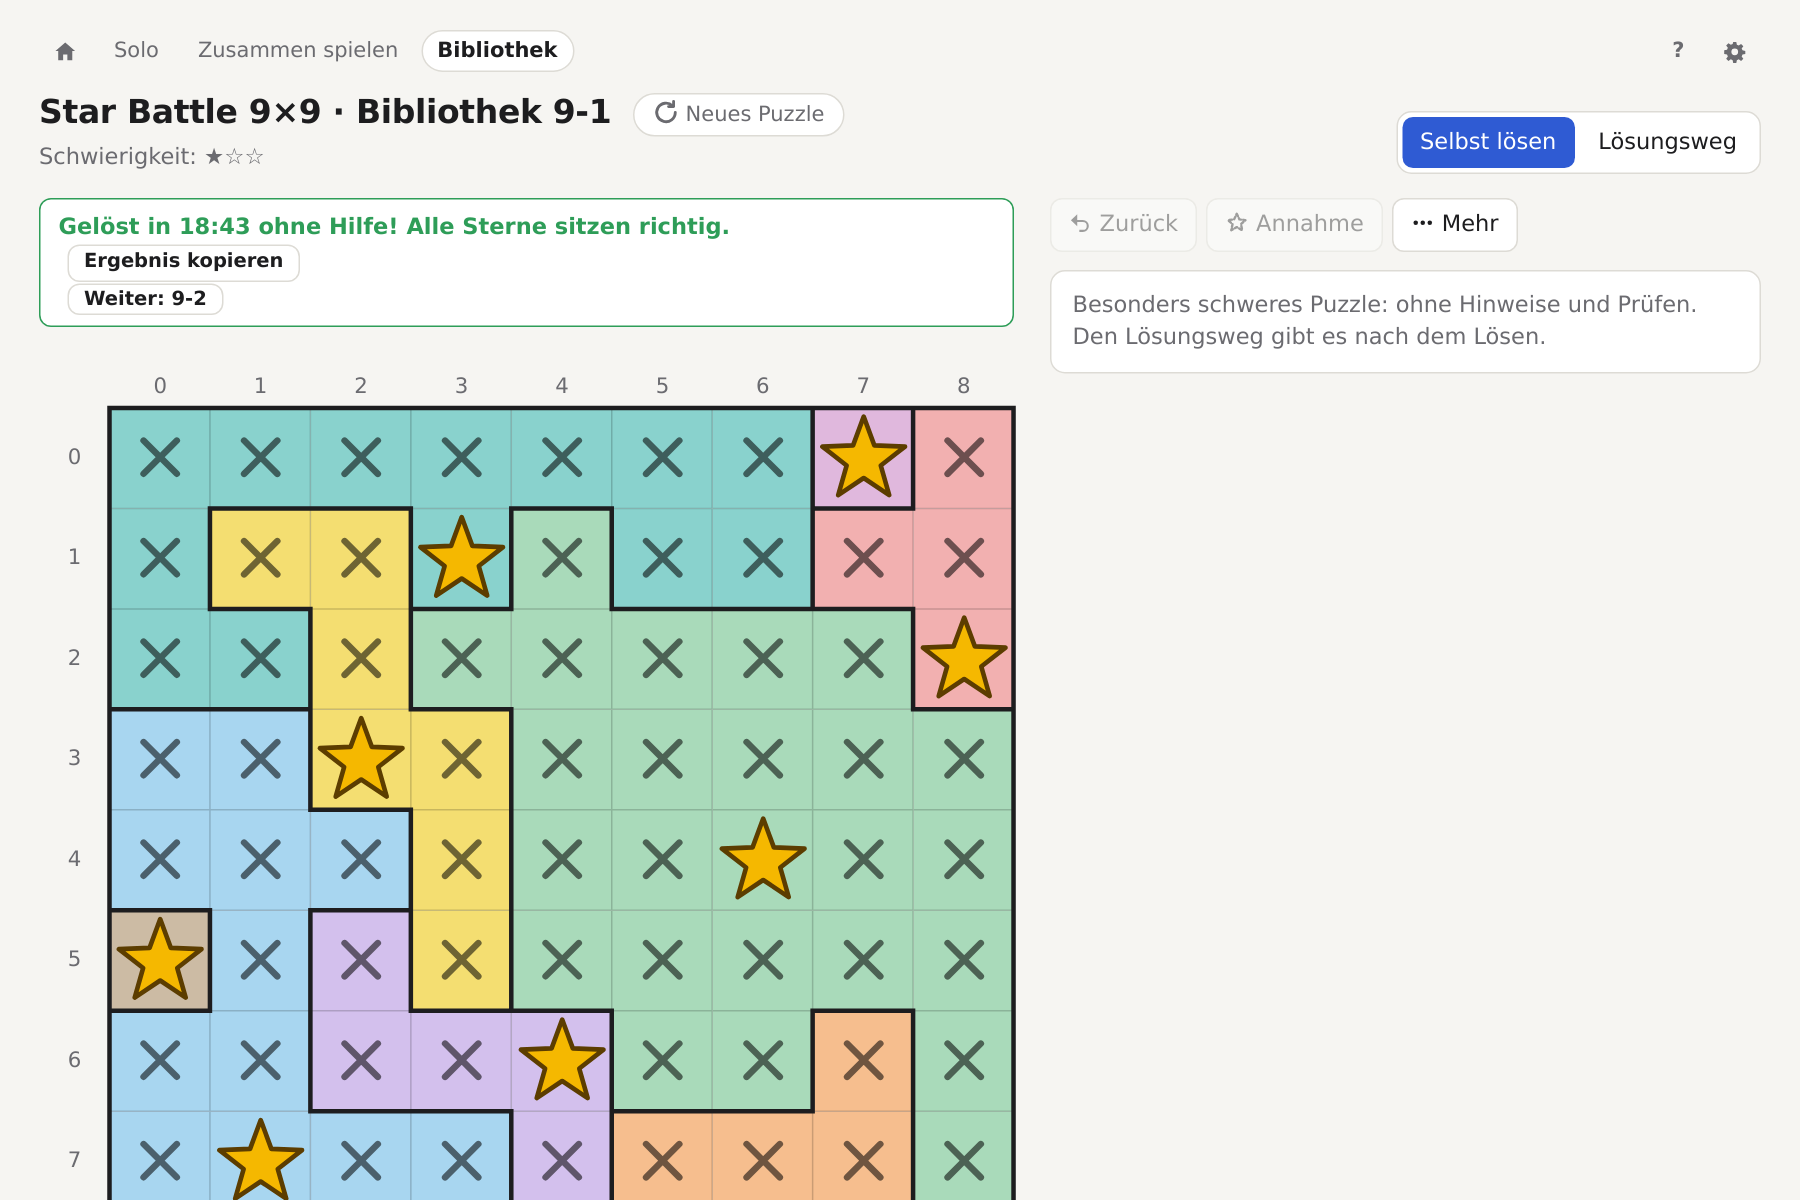 Solo Zusammen spielen Bibliothek ?
Star Battle 9×9 · Bibliothek 9-1 Neues Puzzle
Schwierigkeit: ★☆☆
Selbst lösen Lösungsweg
Gelöst in 18:43 ohne Hilfe! Alle Sterne sitzen richtig.
Ergebnis kopieren
Weiter: 9-2
Zurück Annahme ··· Mehr
Besonders schweres Puzzle: ohne Hinweise und Prüfen.
Den Lösungsweg gibt es nach dem Lösen.
0 1 2 3 4 5 6 7 8
0
1
2
3
4
5
6
7